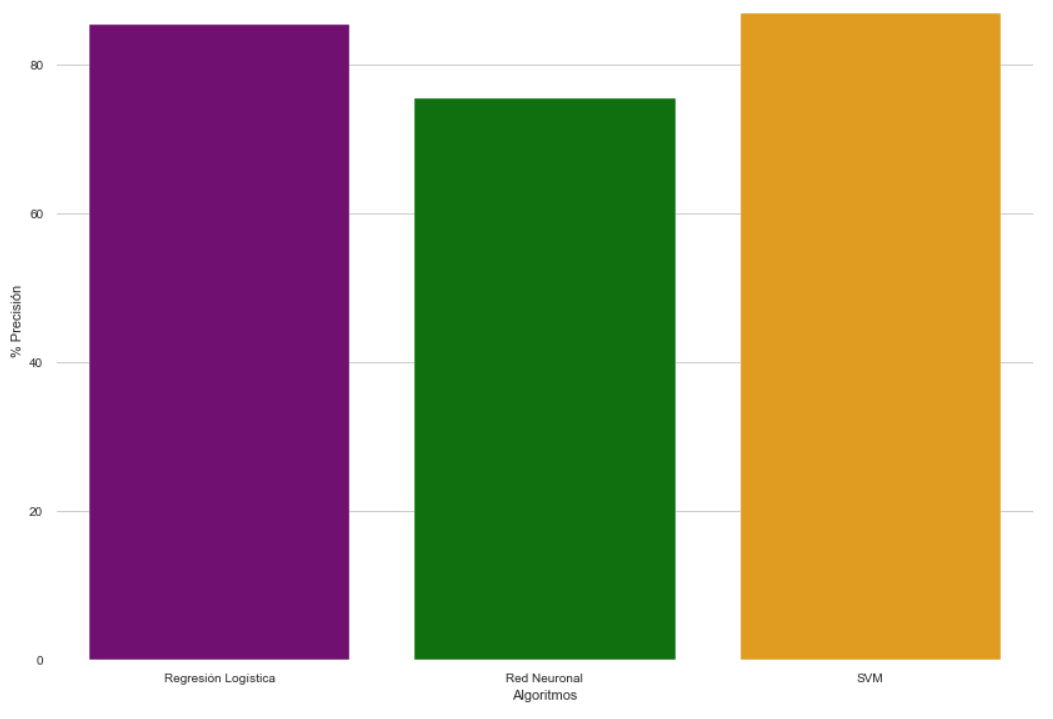 % Precisión
80
60
40
20
0
Regresión Logística
Red Neuronal
SVM
Algoritmos